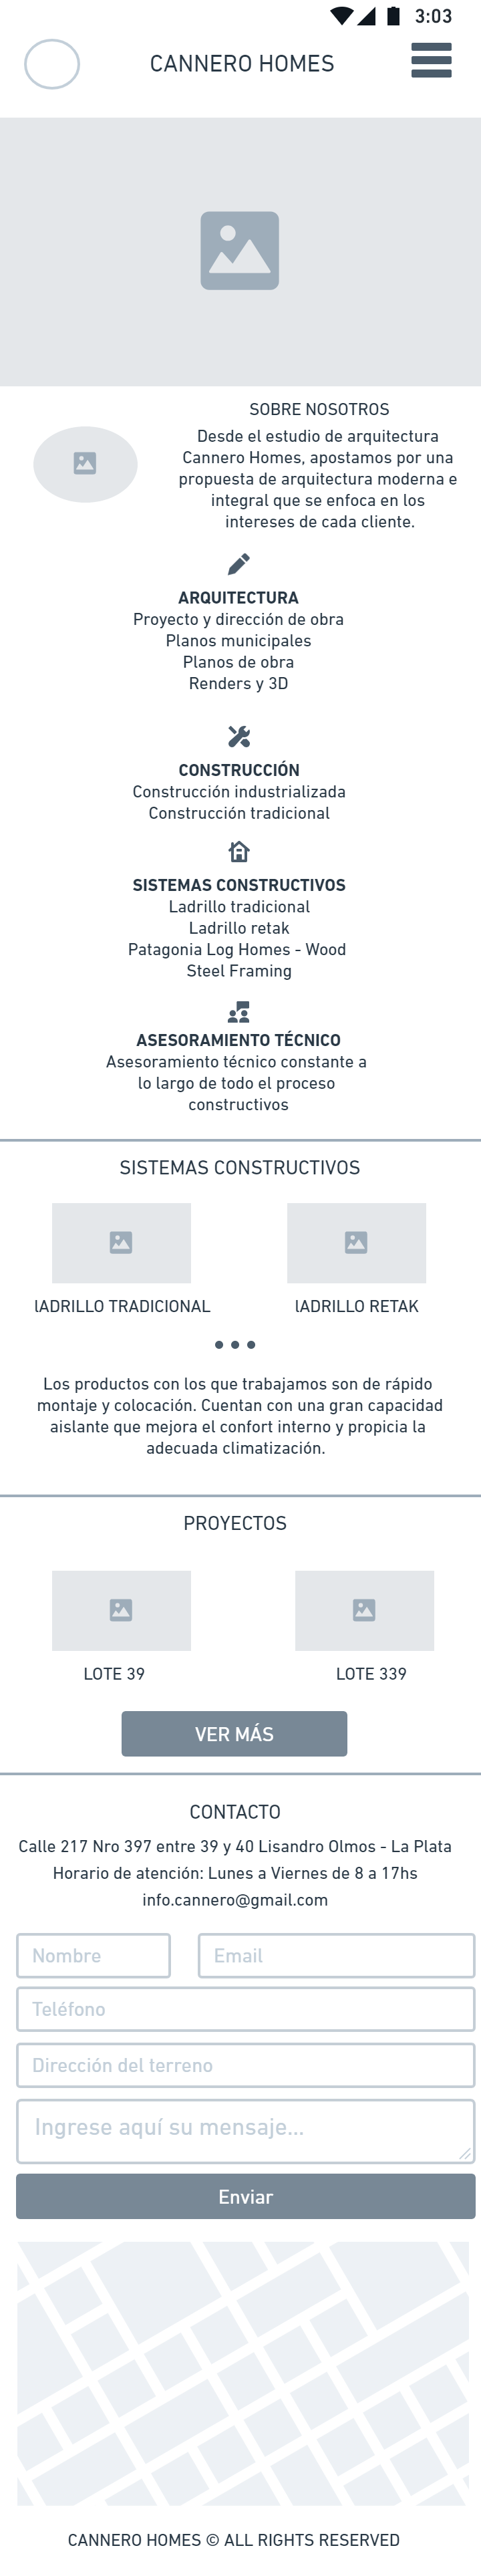 3:03
CANNERO HOMES
SOBRE NOSOTROS
Desde el estudio de arquitectura
Cannero Homes, apostamos por una
propuesta de arquitectura moderna e
integral que se enfoca en los
intereses de cada cliente.
ARQUITECTURA
Proyecto y dirección de obra
Planos municipales
Planos de obra
Renders y 3D
CONSTRUCCIÓN
Construcción industrializada
Construcción tradicional
SISTEMAS CONSTRUCTIVOS
Ladrillo tradicional
Ladrillo retak
Patagonia Log Homes - Wood
Steel Framing
ASESORAMIENTO TÉCNICO
Asesoramiento técnico constante a
lo largo de todo el proceso
constructivos
SISTEMAS CONSTRUCTIVOS
lADRILLO TRADICIONAL
lADRILLO RETAK
Los productos con los que trabajamos son de rápido
montaje y colocación. Cuentan con una gran capacidad
aislante que mejora el confort interno y propicia la
adecuada climatización.
PROYECTOS
LOTE 39
LOTE 339
VER MÁS
CONTACTO
Calle 217 Nro 397 entre 39 y 40 Lisandro Olmos - La Plata
Horario de atención: Lunes a Viernes de 8 a 17hs
info.cannero@gmail.com
Nombre
Email
Teléfono
Dirección del terreno
Ingrese aquí su mensaje...
Enviar
CANNERO HOMES © ALL RIGHTS RESERVED